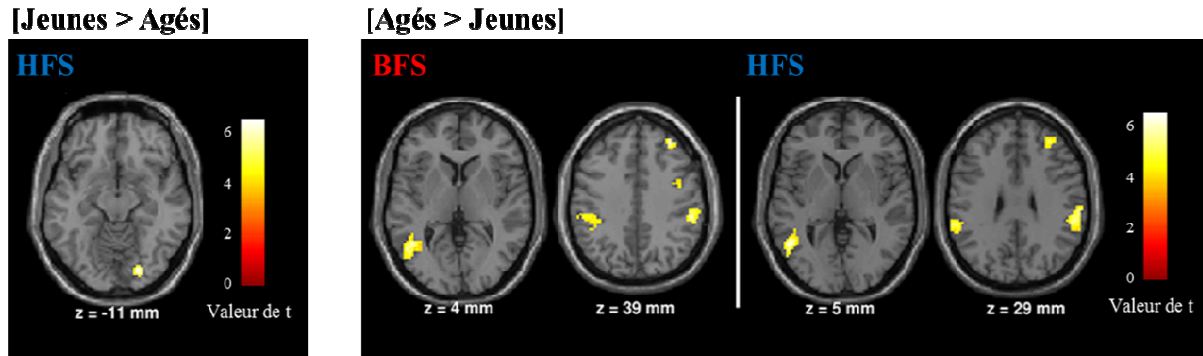 [Jeunes > Agés]
HFS
6
4
2
0
z = -11 mm
Valeur de t
[Agés > Jeunes]
BFS
HFS
6
4
2
0
z = 4 mm
z = 39 mm
z = 5 mm
z = 29 mm
Valeur de t